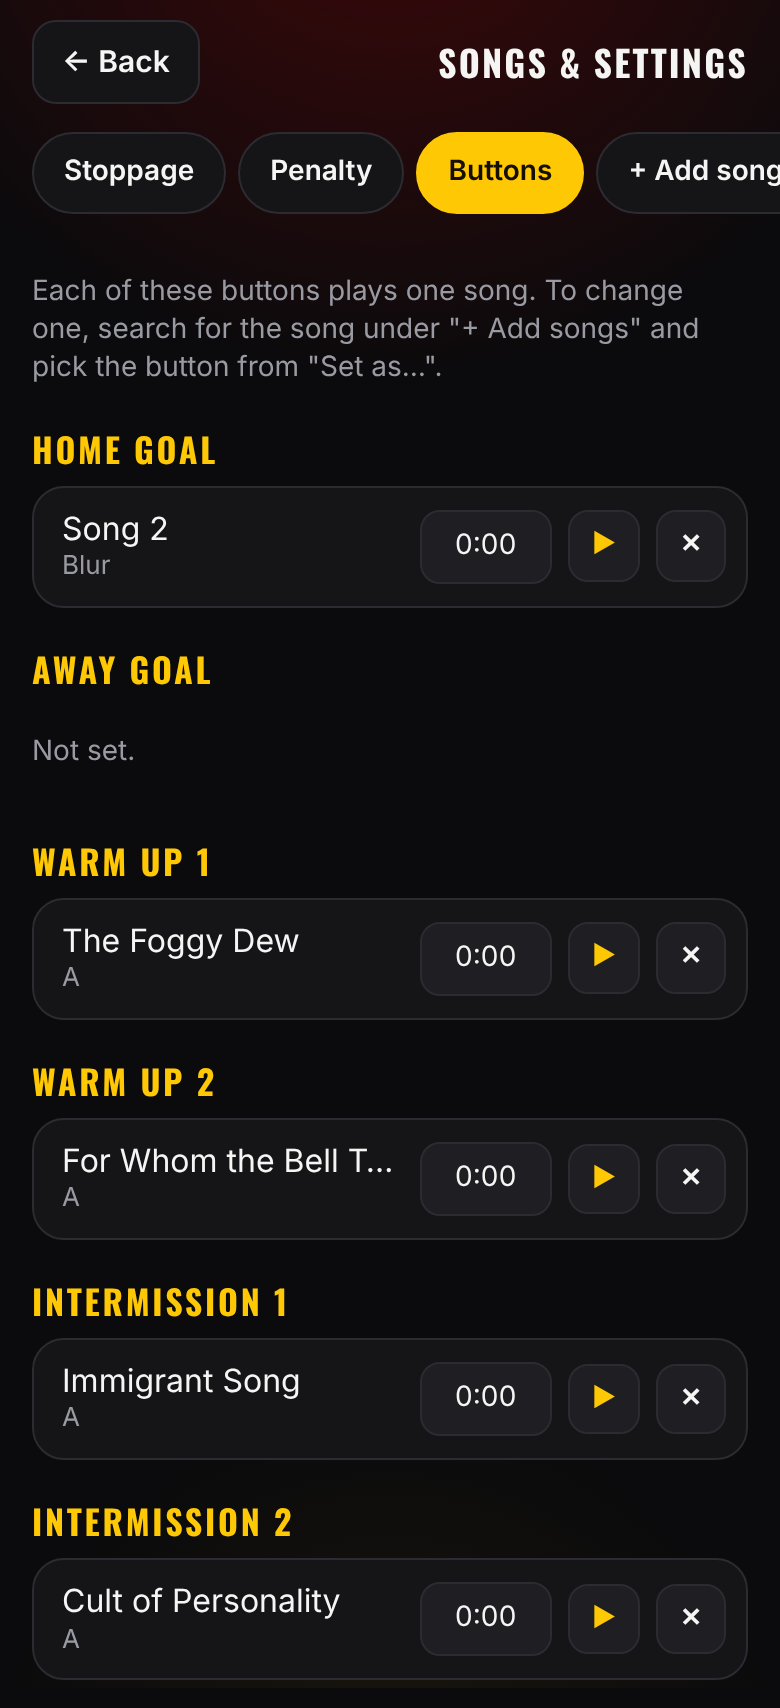 ← Back
SONGS & SETTINGS
Stoppage
Penalty
Buttons
+ Add song
Each of these buttons plays one song. To change
one, search for the song under "+ Add songs" and
pick the button from "Set as...".
HOME GOAL
Song 2
Blur
0:00
▶
×
AWAY GOAL
Not set.
WARM UP 1
The Foggy Dew
A
0:00
▶
×
WARM UP 2
For Whom the Bell T...
A
0:00
▶
×
INTERMISSION 1
Immigrant Song
A
0:00
▶
×
INTERMISSION 2
Cult of Personality
A
0:00
▶
×